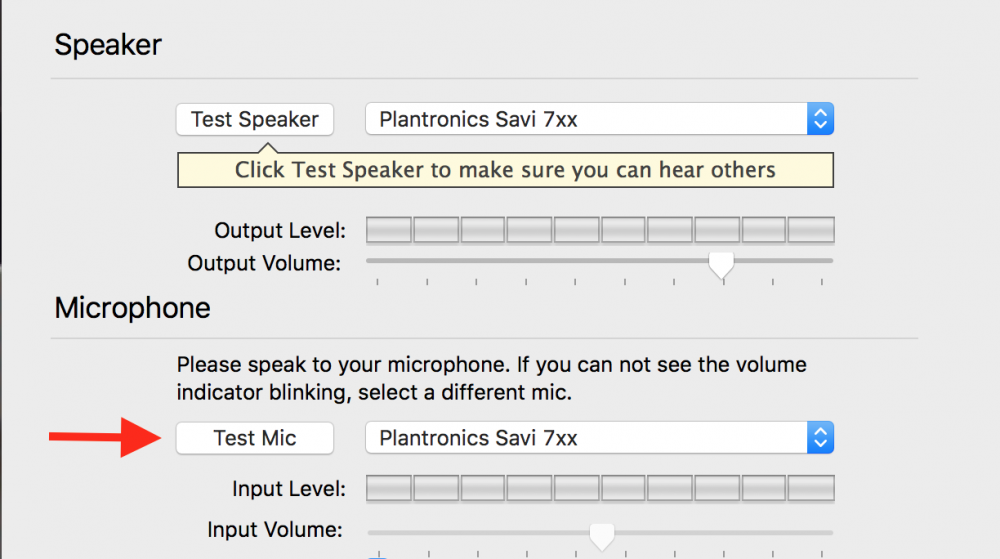 Speaker
Test Speaker Plantronics Savi 7xx
Click Test Speaker to make sure you can hear others
Output Level:
Output Volume:
Microphone
Please speak to your microphone. If you can not see the volume
indicator blinking, select a different mic.
Test Mic Plantronics Savi 7xx
Input Level:
Input Volume: